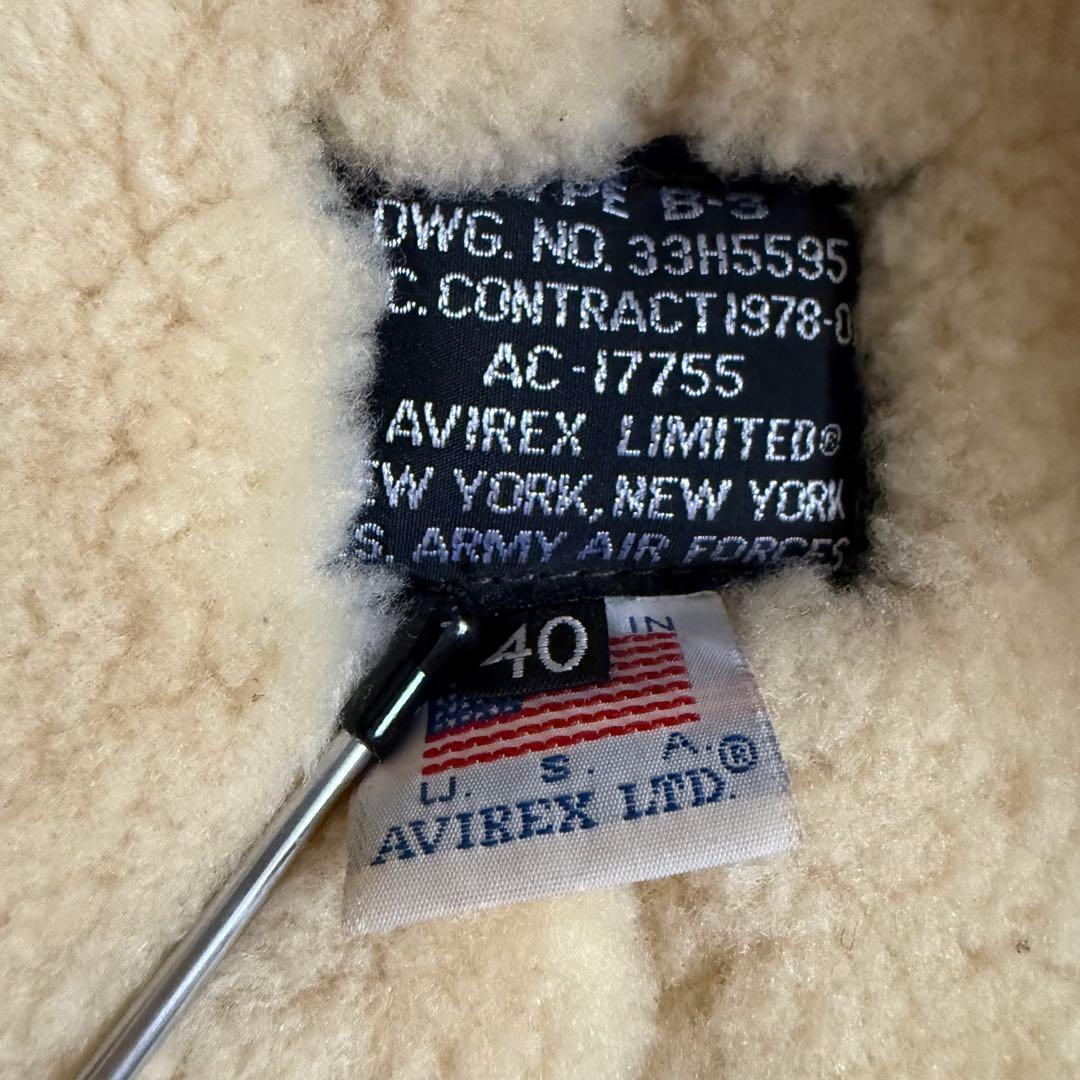 TYPE B-3
DWG. NO. 33H5595
C. CONTRACT 1978-0
AC-17755
AVIREX LIMITED®
EW YORK, NEW YORK
S. ARMY AIR FORCES
40
IN
U. S. A.
AVIREX LTD.®